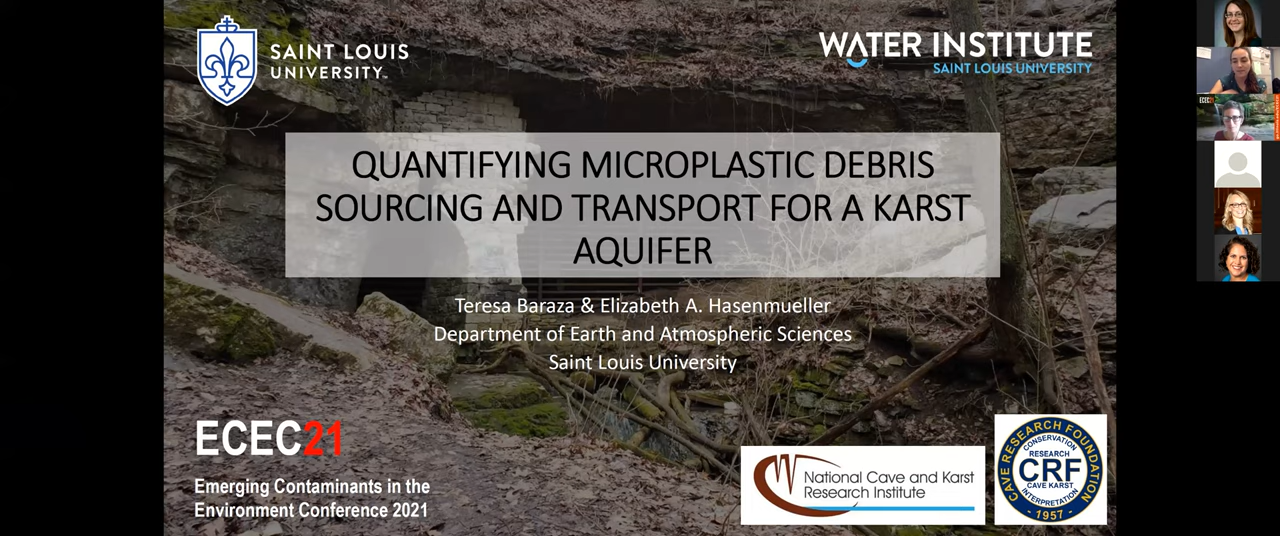 SAINT LOUIS
UNIVERSITY
WATER INSTITUTE
SAINT LOUIS UNIVERSITY
QUANTIFYING MICROPLASTIC DEBRIS
SOURCING AND TRANSPORT FOR A KARST
AQUIFER
Teresa Baraza & Elizabeth A. Hasenmueller
Department of Earth and Atmospheric Sciences
Saint Louis University
ECEC21
Emerging Contaminants in the
Environment Conference 2021
National Cave and Karst
Research Institute
CAVE RESEARCH FOUNDATION
CONSERVATION
RESEARCH
CRF
CAVE KARST
INTERPRETATION
- 1957 -